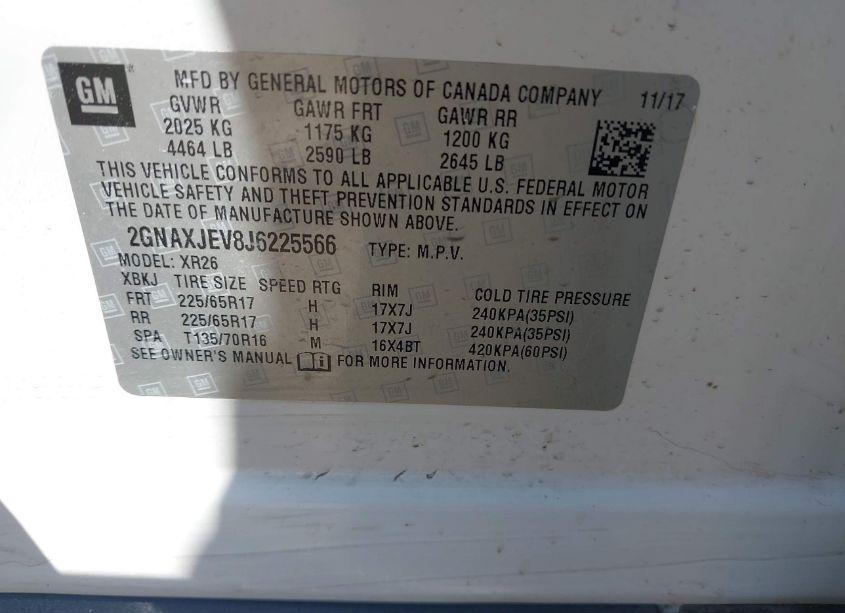 GM
MFD BY GENERAL MOTORS OF CANADA COMPANY 11/17
GVWR GAWR FRT GAWR RR
2025 KG 1175 KG 1200 KG
4464 LB 2590 LB 2645 LB
THIS VEHICLE CONFORMS TO ALL APPLICABLE U.S. FEDERAL MOTOR
VEHICLE SAFETY AND THEFT PREVENTION STANDARDS IN EFFECT ON
THE DATE OF MANUFACTURE SHOWN ABOVE.
2GNAXJEV8J6225566 TYPE: M.P.V.
MODEL: XR26
XBKJ TIRE SIZE SPEED RTG RIM COLD TIRE PRESSURE
FRT 225/65R17 H 17X7J 240KPA(35PSI)
RR 225/65R17 H 17X7J 240KPA(35PSI)
SPA T135/70R16 M 16X4BT 420KPA(60PSI)
SEE OWNER'S MANUAL FOR MORE INFORMATION.